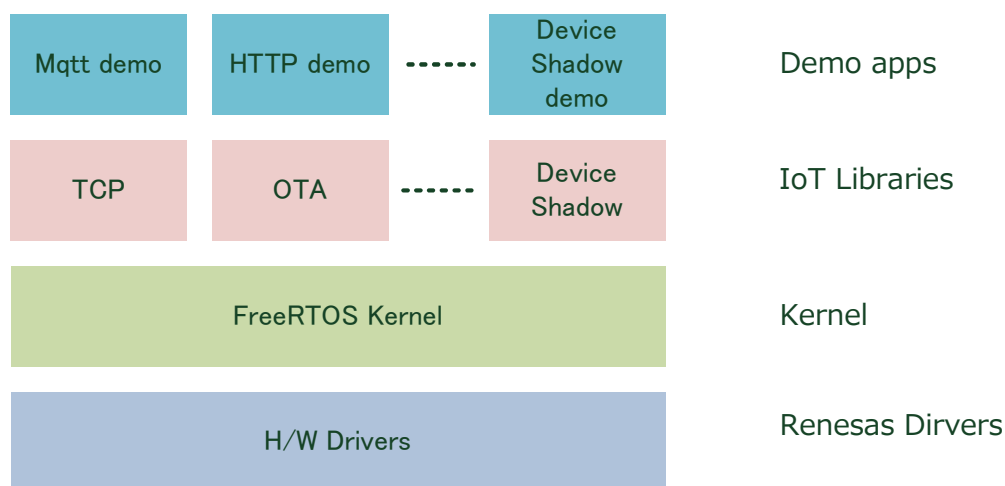 Mqtt demo
HTTP demo
Device
Shadow
demo
Demo apps
TCP
OTA
Device
Shadow
IoT Libraries
FreeRTOS Kernel
Kernel
H/W Drivers
Renesas Dirvers